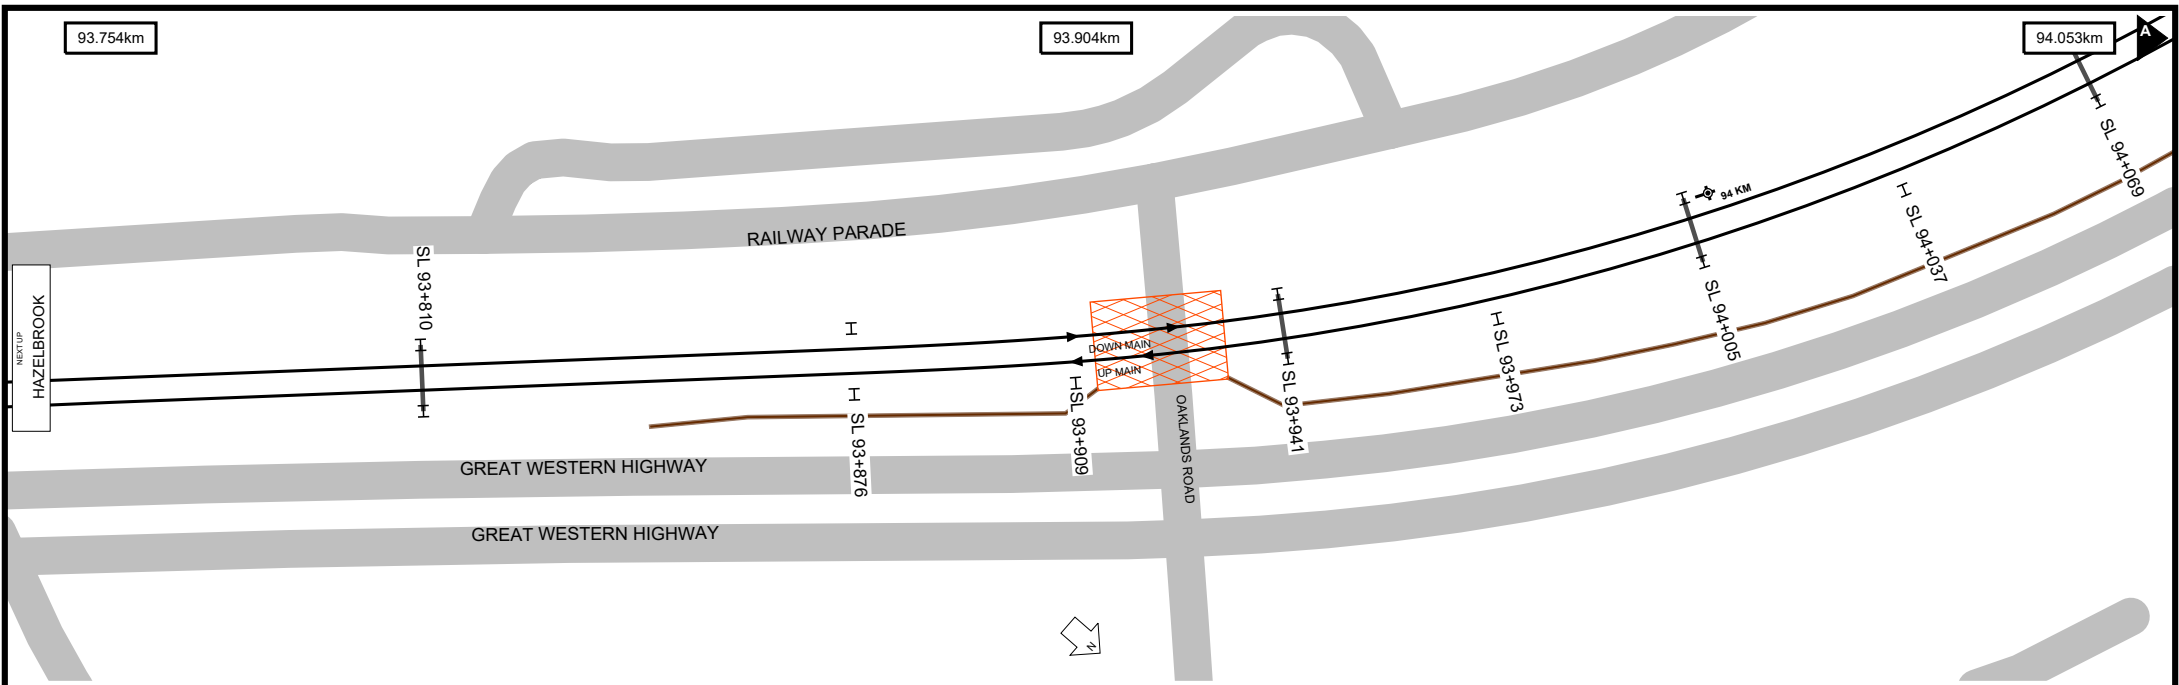 93.754km
93.904km
94.053km
A
SL 94+069
94 KM
SL 94+037
RAILWAY PARADE
SL 93+810
NEXT UP
HAZELBROOK
SL 94+005
SL 93+973
DOWN MAIN
UP MAIN
SL 93+941
SL 93+909
SL 93+876
OAKLANDS ROAD
GREAT WESTERN HIGHWAY
GREAT WESTERN HIGHWAY
N